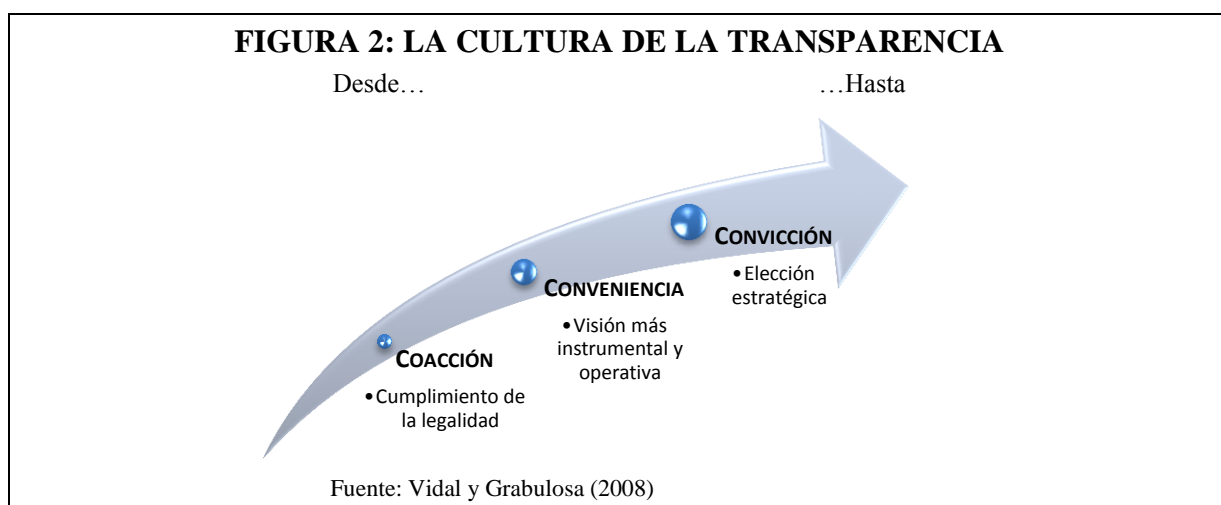 FIGURA 2: LA CULTURA DE LA TRANSPARENCIA
Desde… …Hasta
CONVICCIÓN
•Elección
estratégica
CONVENIENCIA
•Visión más
instrumental y
operativa
COACCIÓN
•Cumplimiento de
la legalidad
Fuente: Vidal y Grabulosa (2008)